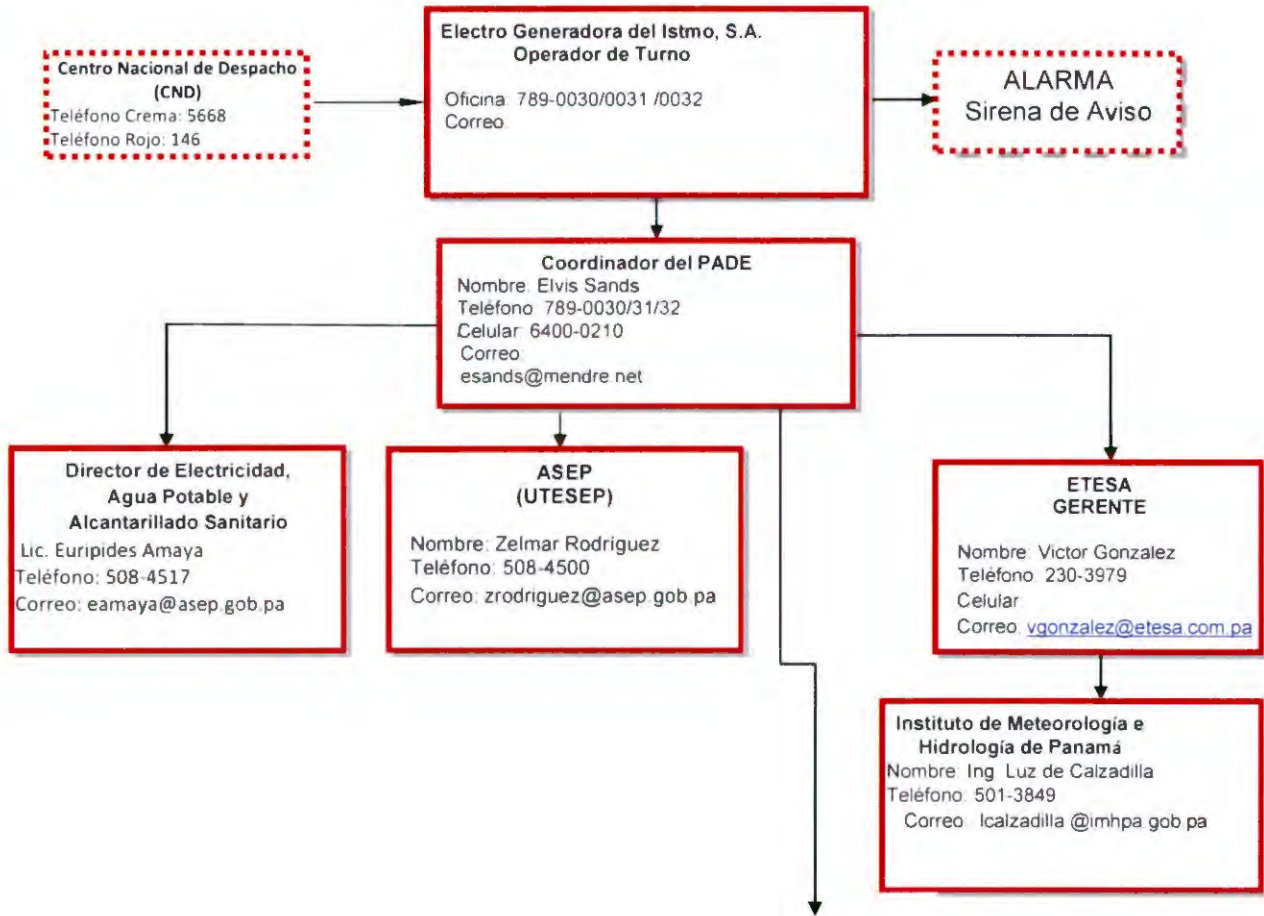 Electro Generadora del Istmo, S.A.
Operador de Turno
Oficina: 789-0030/0031 /0032
Correo
Centro Nacional de Despacho
(CND)
Teléfono Crema: 5668
Teléfono Rojo: 146
ALARMA
Sirena de Aviso
Coordinador del PADE
Nombre: Elvis Sands
Teléfono: 789-0030/31/32
Celular: 6400-0210
Correo
esands@mendre.net
Director de Electricidad,
Agua Potable y
Alcantarillado Sanitario
Lic. Euripides Amaya
Teléfono: 508-4517
Correo: eamaya@asep.gob.pa
ASEP
(UTESEP)
Nombre: Zelmar Rodriguez
Teléfono: 508-4500
Correo: zrodriguez@asep.gob.pa
ETESA
GERENTE
Nombre: Victor Gonzalez
Teléfono: 230-3979
Celular
Correo: vgonzalez@etesa.com.pa
Instituto de Meteorología e
Hidrología de Panamá
Nombre: Ing. Luz de Calzadilla
Teléfono: 501-3849
Correo: lcalzadilla @imhpa.gob.pa